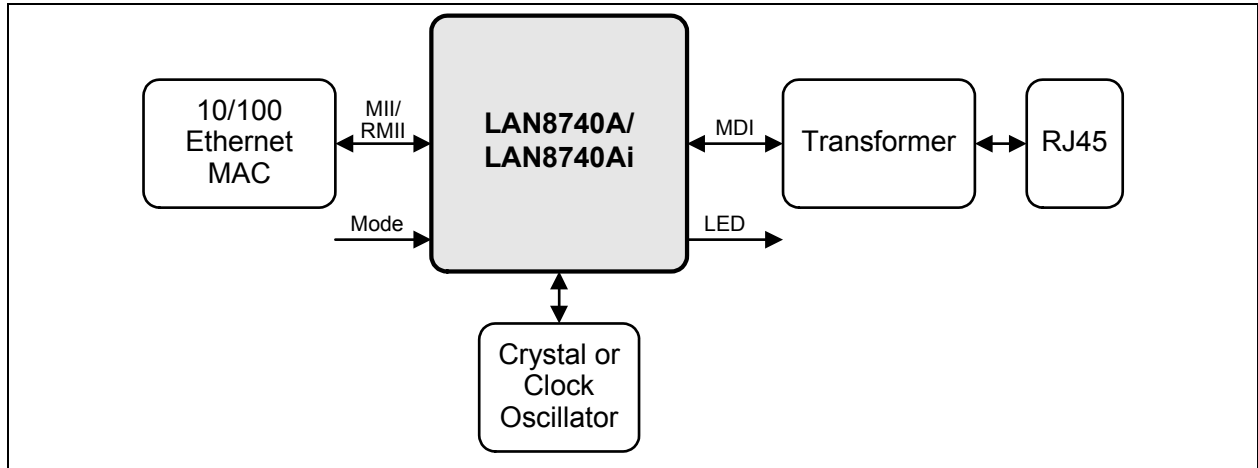 10/100
Ethernet
MAC
MII/
RMII
LAN8740A/
LAN8740Ai
MDI
Transformer
RJ45
Mode
LED
Crystal or
Clock
Oscillator